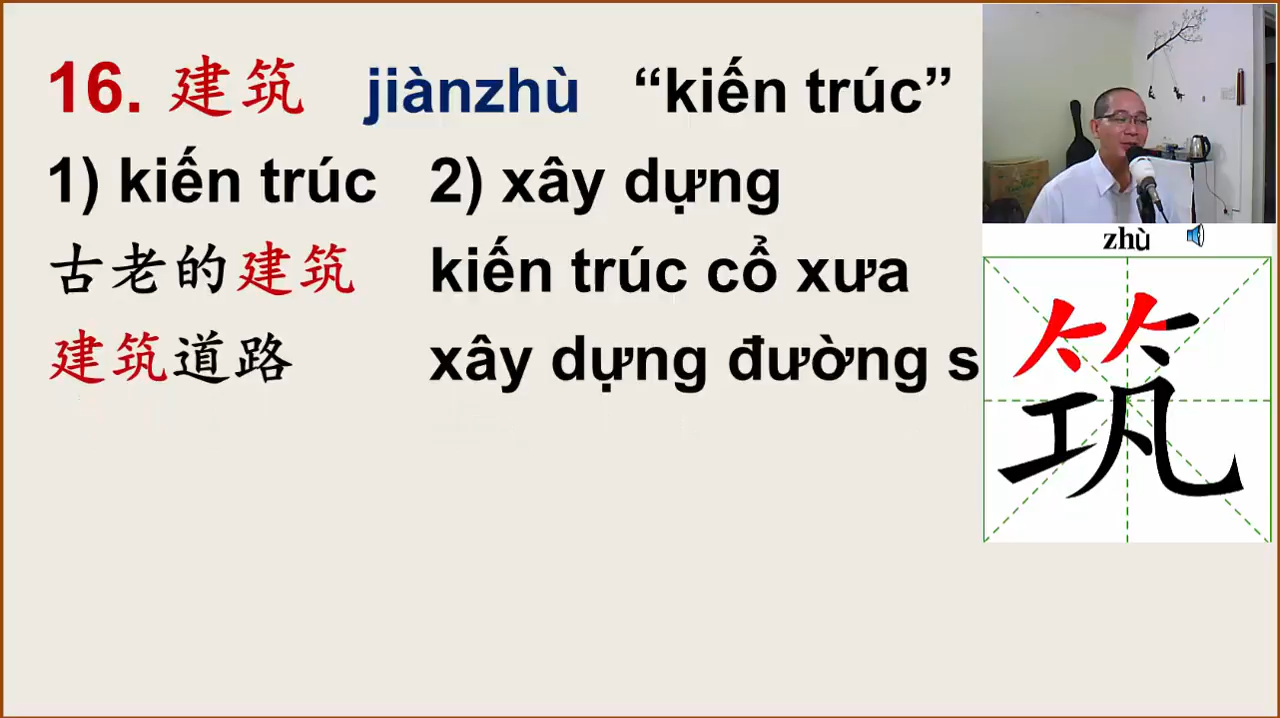 16. 建筑 jiànzhù “kiến trúc”
1) kiến trúc 2) xây dựng
古老的建筑 kiến trúc cổ xưa
建筑道路 xây dựng đường s
zhù
筑